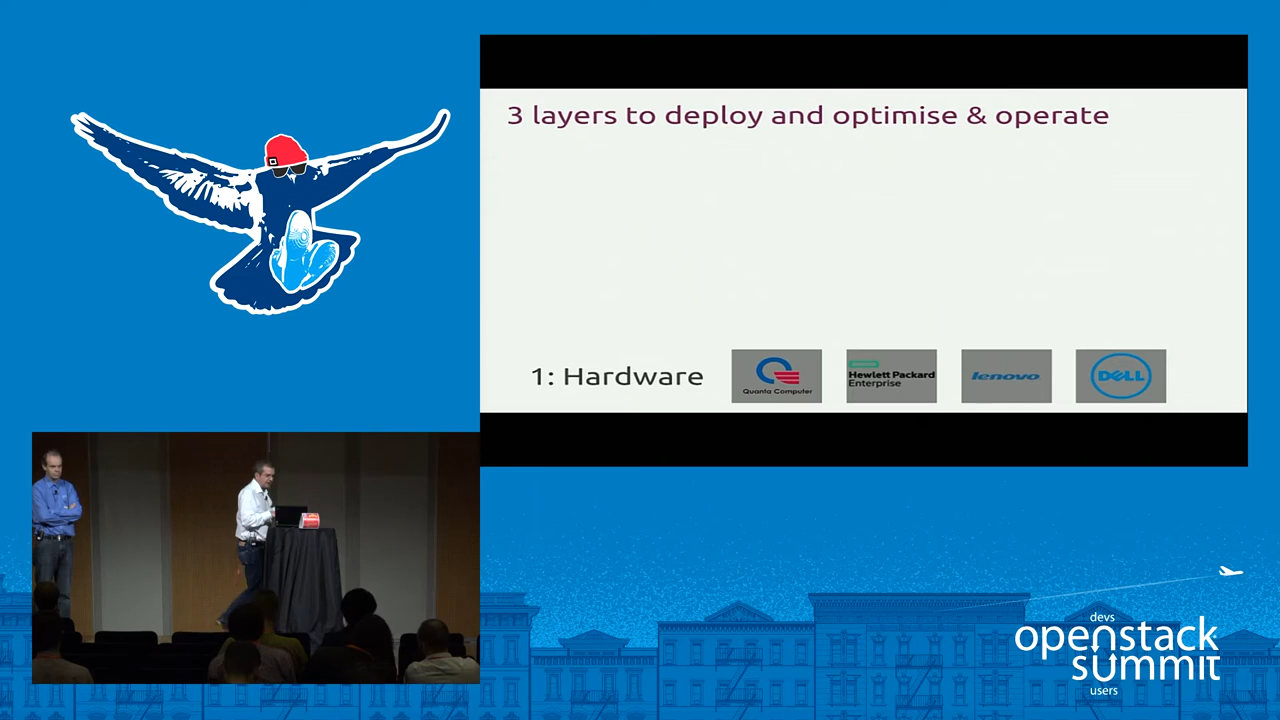 3 layers to deploy and optimise & operate
1: Hardware
Quanta Computer
Hewlett Packard
Enterprise
lenovo
DELL
devs
openstack
summit
users